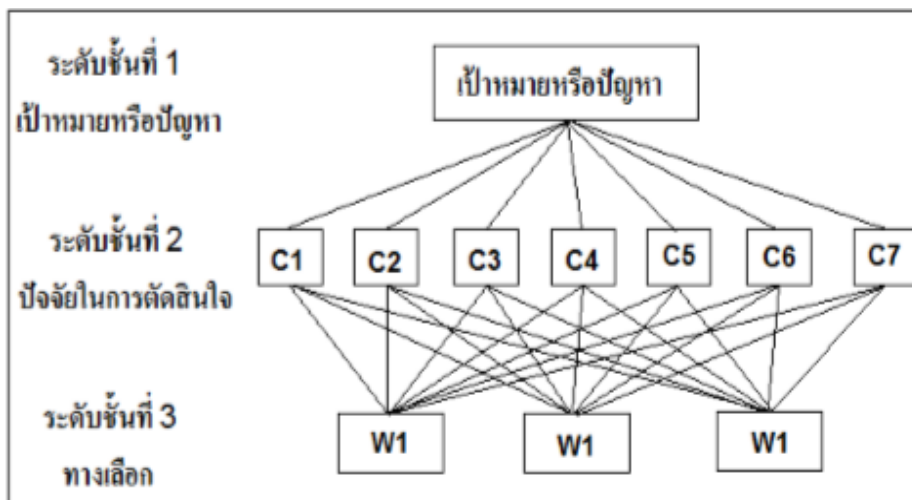 ระดับชั้นที่ 1
เป้าหมายหรือปัญหา
เป้าหมายหรือปัญหา
ระดับชั้นที่ 2
ปัจจัยในการตัดสินใจ
C1 C2 C3 C4 C5 C6 C7
ระดับชั้นที่ 3
ทางเลือก
W1 W1 W1